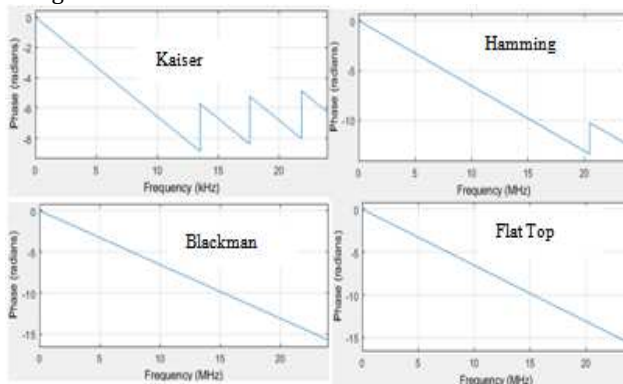 Kaiser
Phase (radians)
0
-2
-4
-6
-8
0 5 10 15 20
Frequency (kHz)
Hamming
Phase (radians)
0
-5
-10
0 5 10 15 20
Frequency (MHz)
Blackman
Phase (radians)
0
-5
-10
-15
0 5 10 15 20
Frequency (MHz)
Flat Top
Phase (radians)
0
-5
-10
-15
0 5 10 15 20
Frequency (MHz)